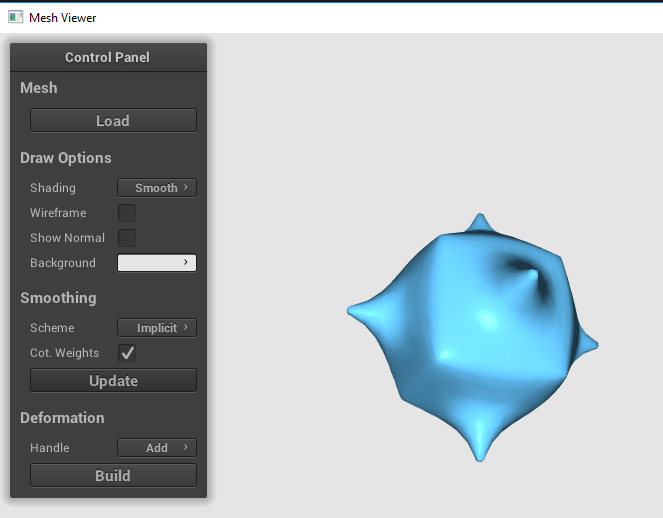 Mesh Viewer
Control Panel
Mesh
Load
Draw Options
Shading Smooth ›
Wireframe
Show Normal
Background ›
Smoothing
Scheme Implicit ›
Cot. Weights
Update
Deformation
Handle Add ›
Build